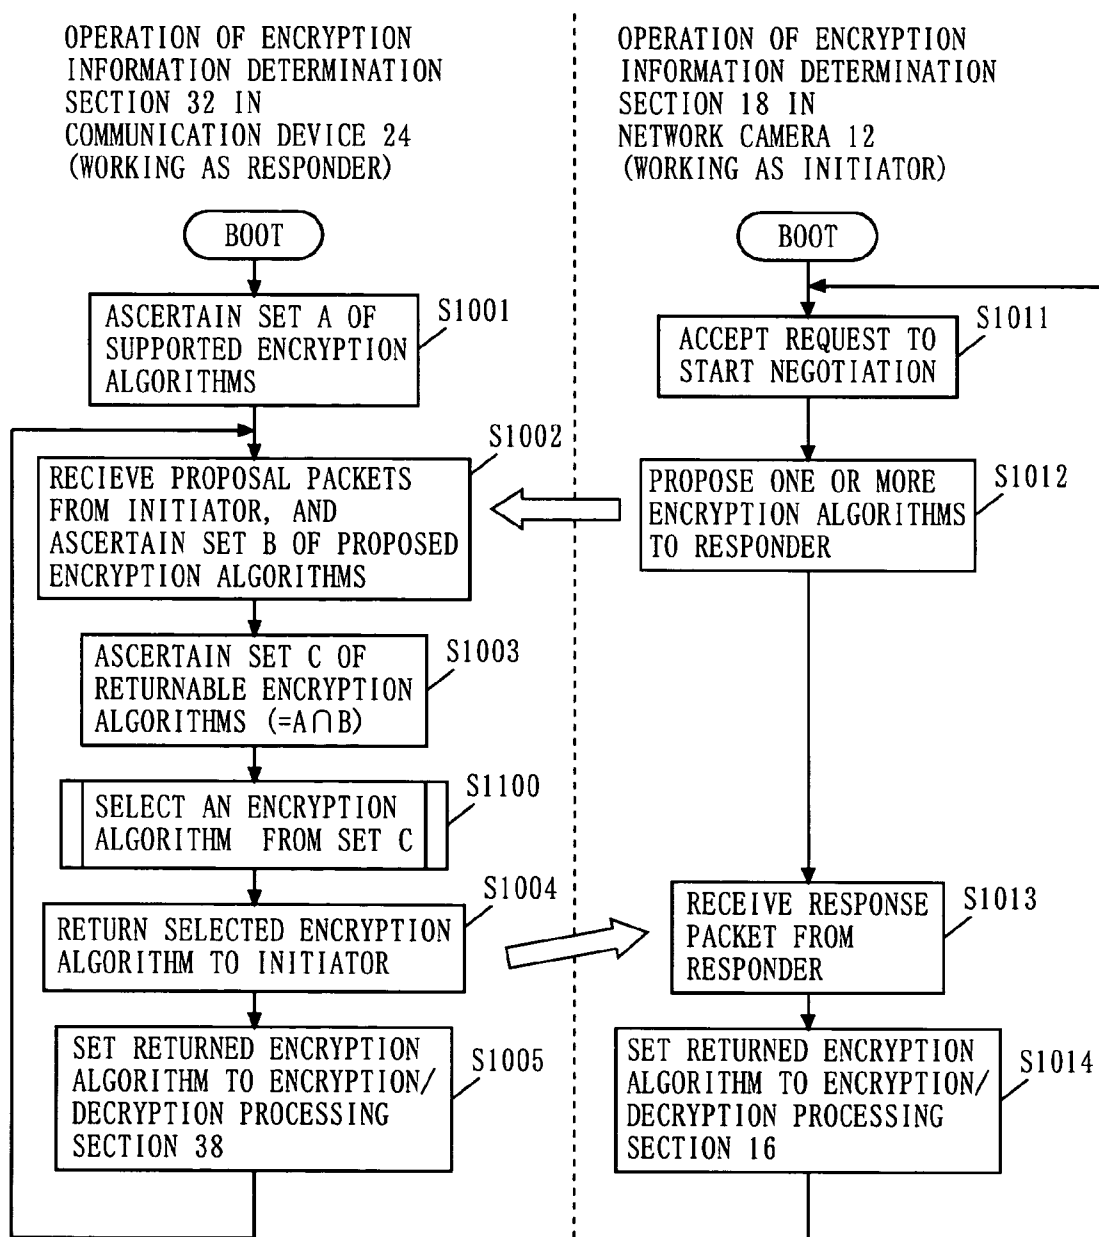 OPERATION OF ENCRYPTION
INFORMATION DETERMINATION
SECTION 32 IN
COMMUNICATION DEVICE 24
(WORKING AS RESPONDER)
BOOT
ASCERTAIN SET A OF
SUPPORTED ENCRYPTION
ALGORITHMS
S1001
RECIEVE PROPOSAL PACKETS
FROM INITIATOR, AND
ASCERTAIN SET B OF PROPOSED
ENCRYPTION ALGORITHMS
S1002
ASCERTAIN SET C OF
RETURNABLE ENCRYPTION
ALGORITHMS (=A∩B)
S1003
SELECT AN ENCRYPTION
ALGORITHM FROM SET C
S1100
RETURN SELECTED ENCRYPTION
ALGORITHM TO INITIATOR
S1004
SET RETURNED ENCRYPTION
ALGORITHM TO ENCRYPTION/
DECRYPTION PROCESSING
SECTION 38
S1005
OPERATION OF ENCRYPTION
INFORMATION DETERMINATION
SECTION 18 IN
NETWORK CAMERA 12
(WORKING AS INITIATOR)
BOOT
ACCEPT REQUEST TO
START NEGOTIATION
S1011
PROPOSE ONE OR MORE
ENCRYPTION ALGORITHMS
TO RESPONDER
S1012
RECEIVE RESPONSE
PACKET FROM
RESPONDER
S1013
SET RETURNED ENCRYPTION
ALGORITHM TO ENCRYPTION/
DECRYPTION PROCESSING
SECTION 16
S1014